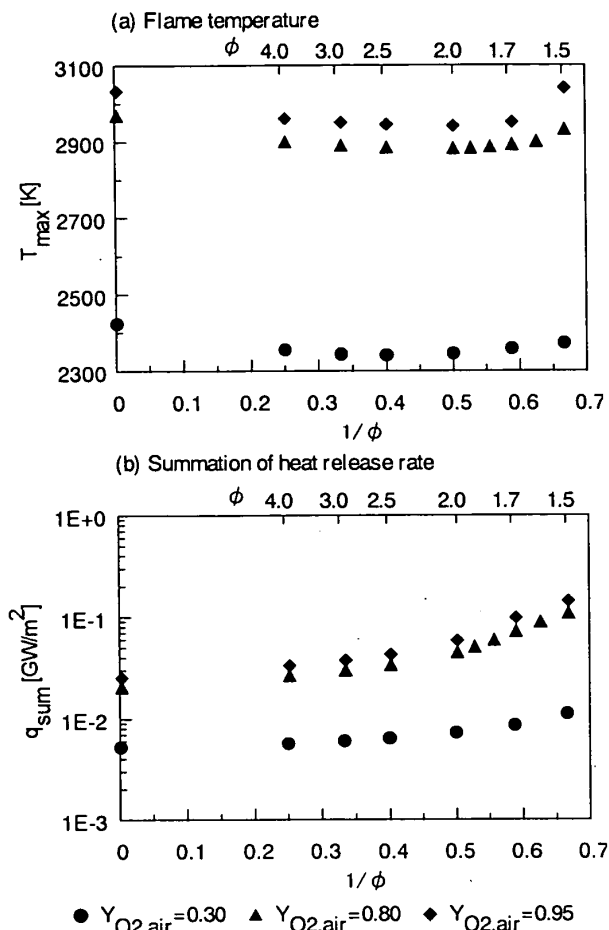 (a) Flame temperature
ϕ 4.0 3.0 2.5 2.0 1.7 1.5
3100
2900
2700
2500
2300
T_max [K]
0 0.1 0.2 0.3 0.4 0.5 0.6 0.7
1/ϕ
(b) Summation of heat release rate
ϕ 4.0 3.0 2.5 2.0 1.7 1.5
1E+0
1E-1
1E-2
1E-3
q_sum [GW/m²]
0 0.1 0.2 0.3 0.4 0.5 0.6 0.7
1/ϕ
● Y_O2,air=0.30 ▲ Y_O2,air=0.80 ◆ Y_O2,air=0.95